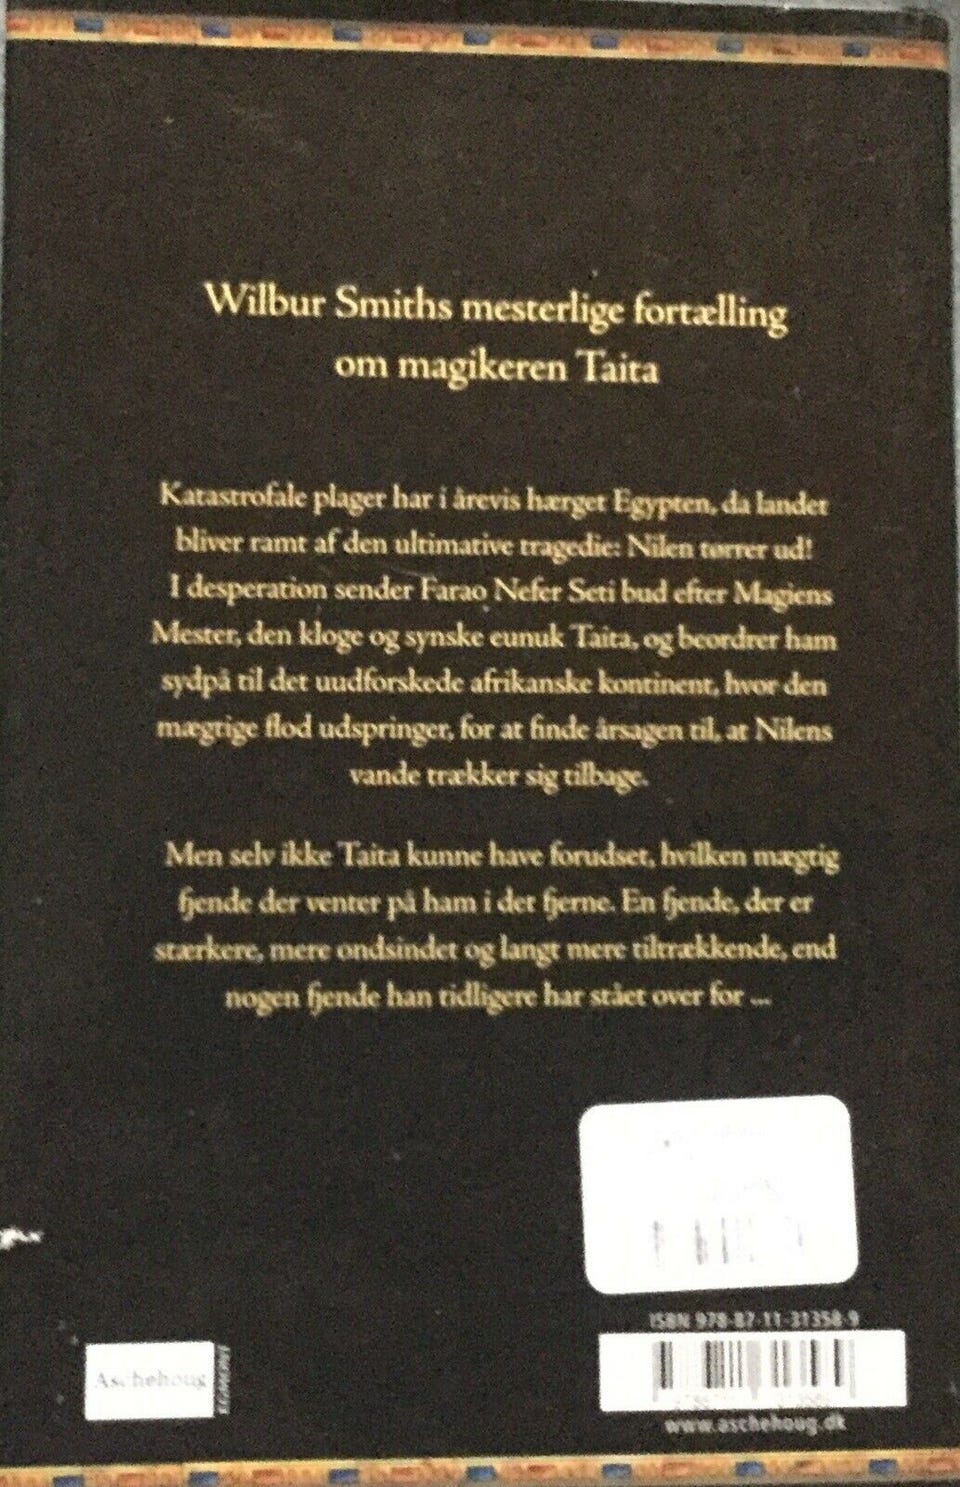 Wilbur Smiths mesterlige fortælling
om magikeren Taita
Katastrofale plager har i årevis hærget Egypten, da landet
bliver ramt af den ultimative tragedie: Nilen tørrer ud!
I desperation sender Farao Nefer Seti bud efter Magiens
Mester, den kloge og synske eunuk Taita, og beordrer ham
sydpå til det uudforskede afrikanske kontinent, hvor den
mægtige flod udspringer, for at finde årsagen til, at Nilens
vande trækker sig tilbage.
Men selv ikke Taita kunne have forudset, hvilken mægtig
fjende der venter på ham i det fjerne. En fjende, der er
stærkere, mere ondsindet og langt mere tiltrækkende, end
nogen fjende han tidligere har stået over for ...
ISBN 978-87-11-31358-9
Aschehoug
www.aschehoug.dk